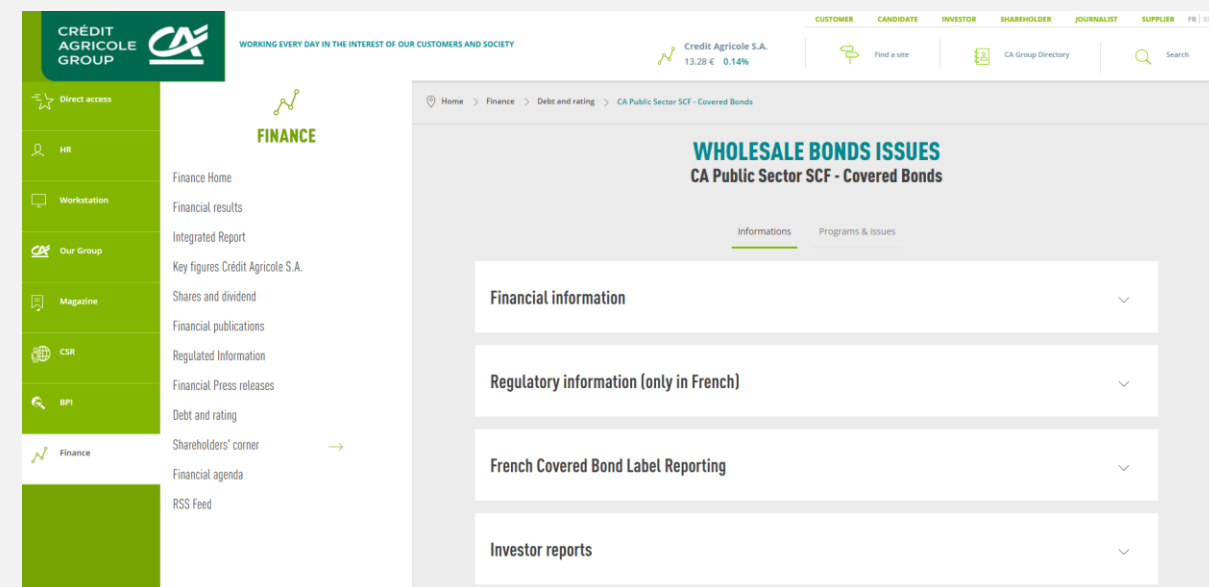 CUSTOMER CANDIDATE INVESTOR SHAREHOLDER JOURNALIST SUPPLIER FR
CRÉDIT
AGRICOLE
GROUP
WORKING EVERY DAY IN THE INTEREST OF OUR CUSTOMERS AND SOCIETY
Credit Agricole S.A.
13.28 € 0.14%
Find a site
CA Group Directory
Search
Direct access
HR
Workstation
Our Group
Magazine
CSR
BPI
Finance
FINANCE
Finance Home
Financial results
Integrated Report
Key figures Crédit Agricole S.A.
Shares and dividend
Financial publications
Regulated Information
Financial Press releases
Debt and rating
Shareholders' corner
Financial agenda
RSS Feed
Home > Finance > Debt and rating > CA Public Sector SCF - Covered Bonds
WHOLESALE BONDS ISSUES
CA Public Sector SCF - Covered Bonds
Informations Programs & issues
Financial information
Regulatory information (only in French)
French Covered Bond Label Reporting
Investor reports